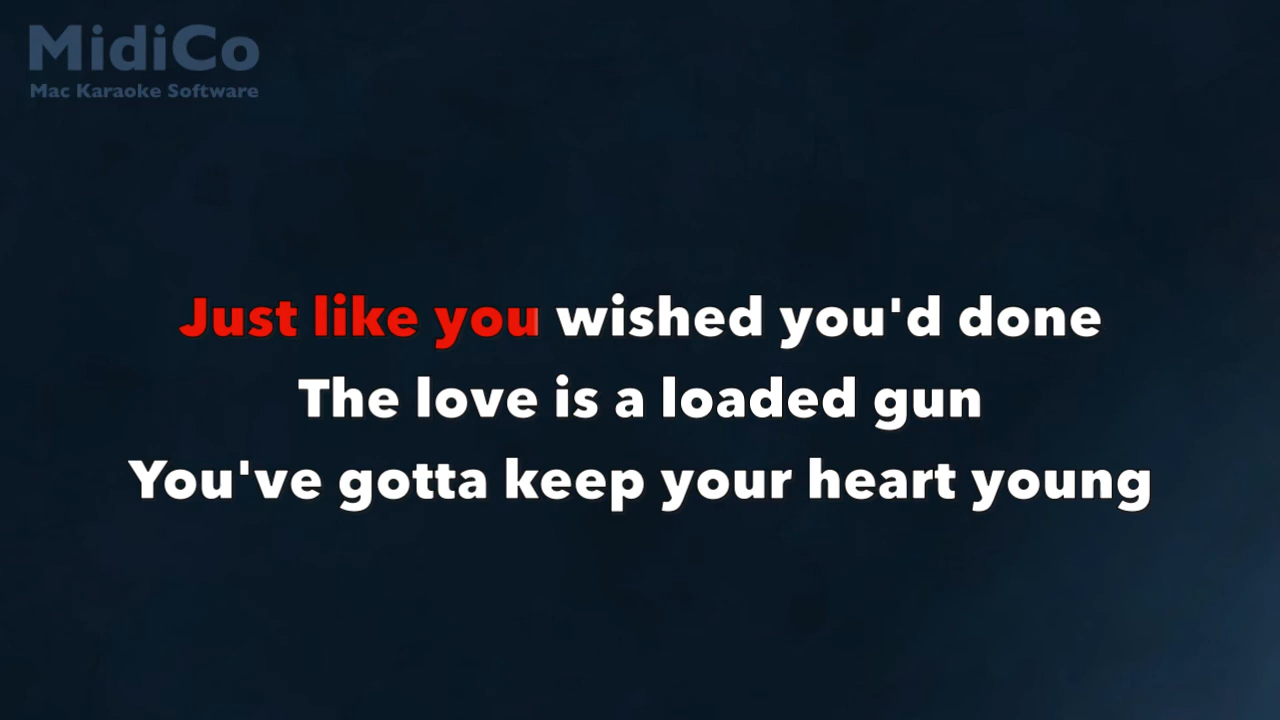 MidiCo
Mac Karaoke Software
Just like you wished you'd done
The love is a loaded gun
You've gotta keep your heart young